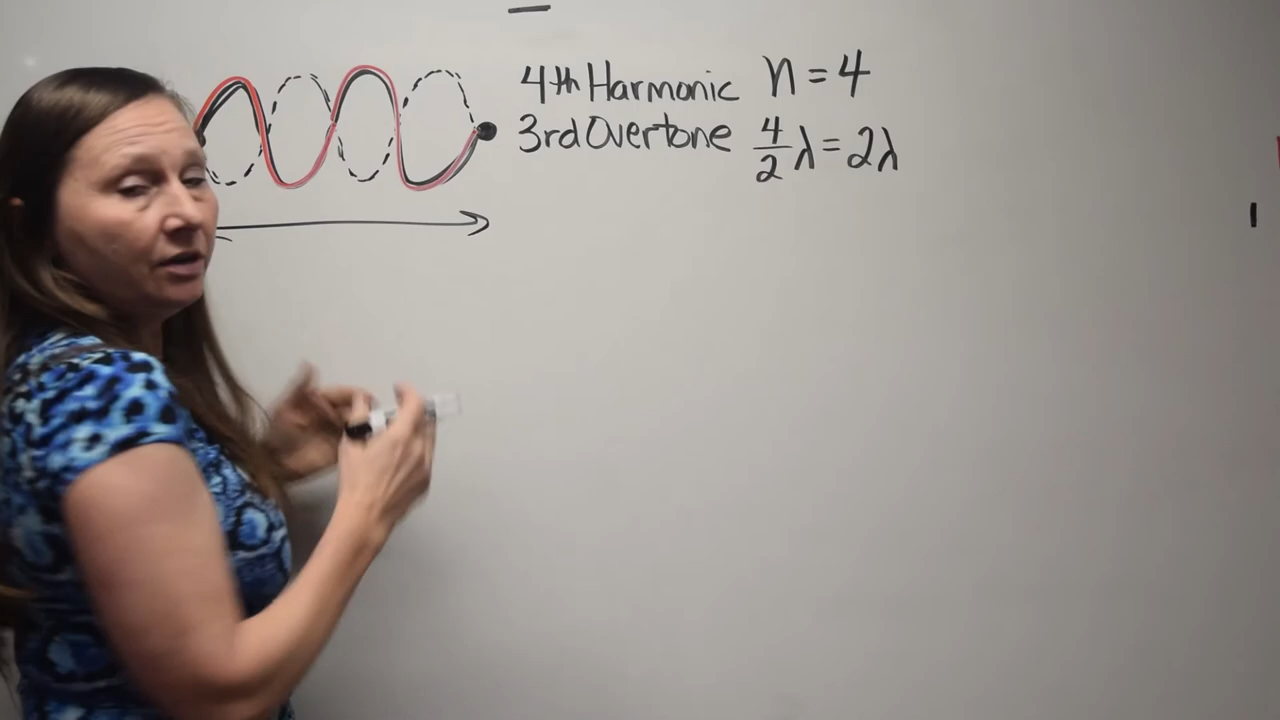 4th Harmonic n = 4
3rd Overtone 4/2 λ = 2λ